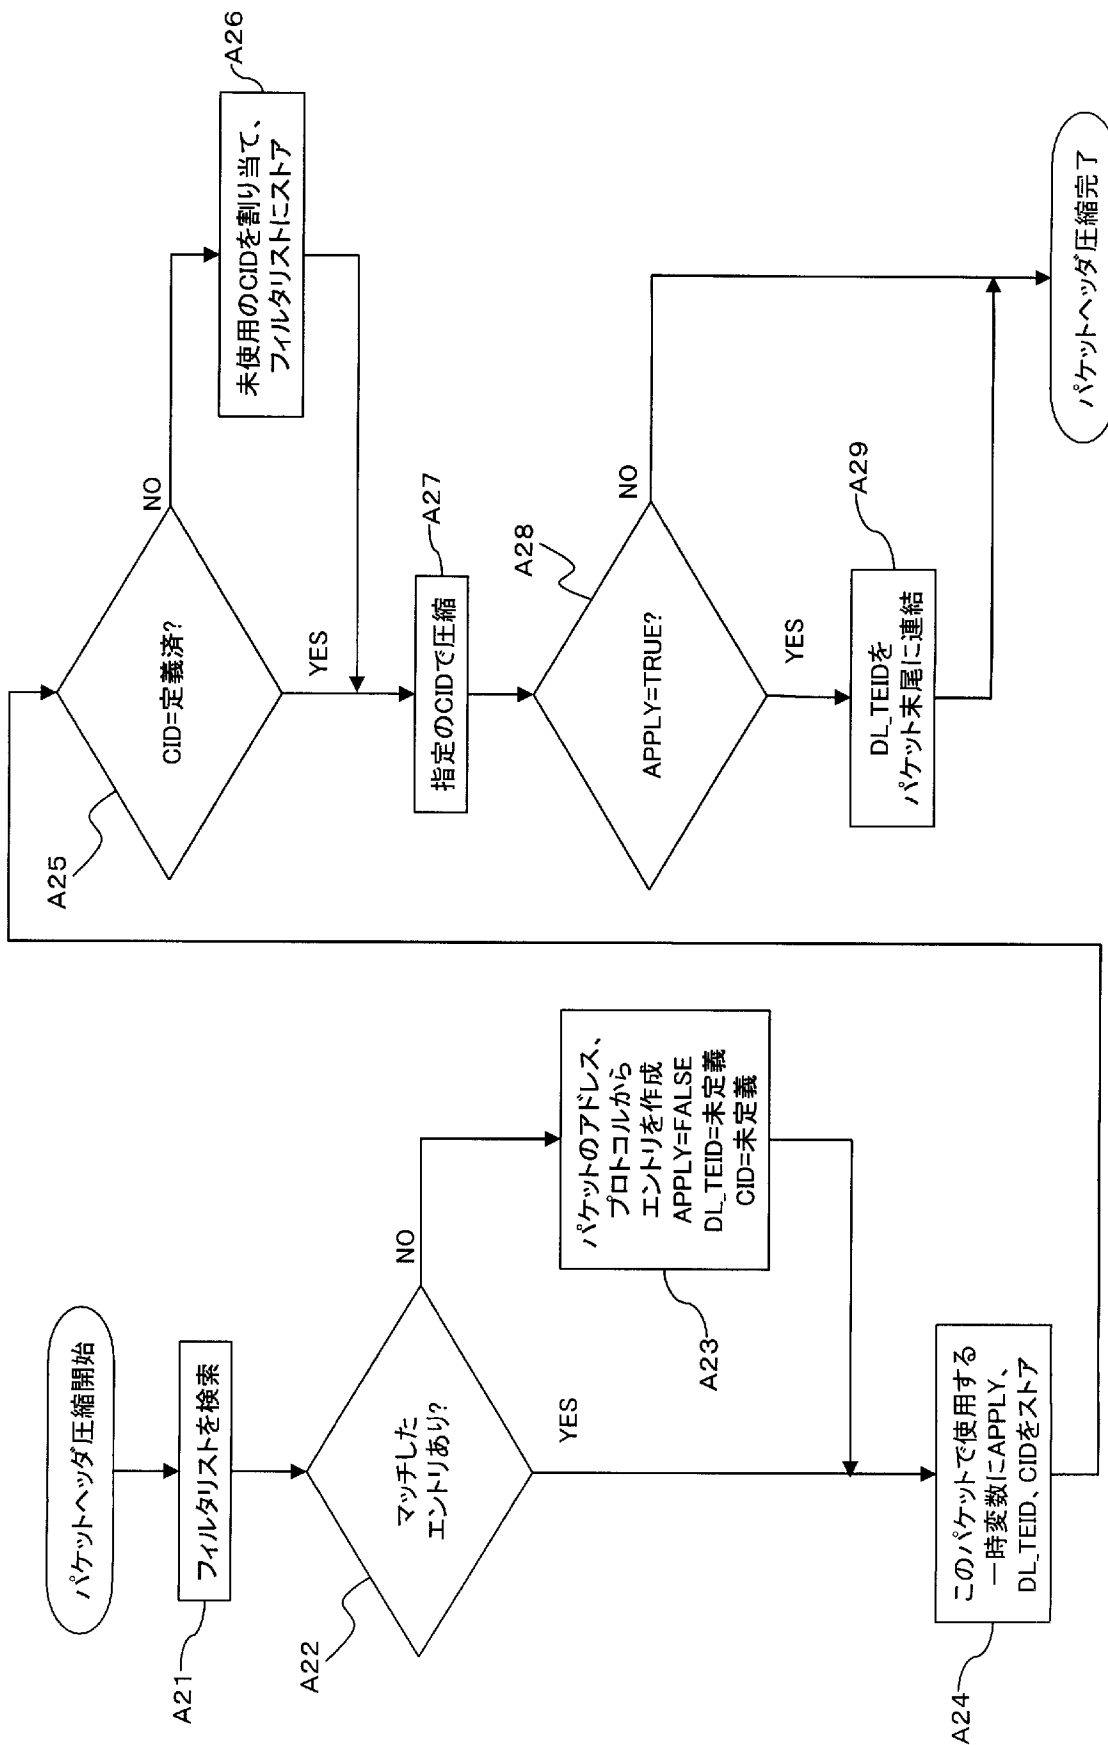 パケットヘッダ圧縮開始
フィルタリストを検索
A21
マッチした
エントリあり?
A22
NO
YES
パケットのアドレス、
プロトコルから
エントリを作成
APPLY=FALSE
DL_TEID=未定義
CID=未定義
A23
このパケットで使用する
一時変数にAPPLY、
DL_TEID、CIDをストア
A24
CID=定義済?
A25
NO
YES
未使用のCIDを割り当て、
フィルタリストにストア
A26
指定のCIDで圧縮
A27
APPLY=TRUE?
A28
NO
YES
DL_TEIDを
パケット末尾に連結
A29
パケットヘッダ圧縮完了